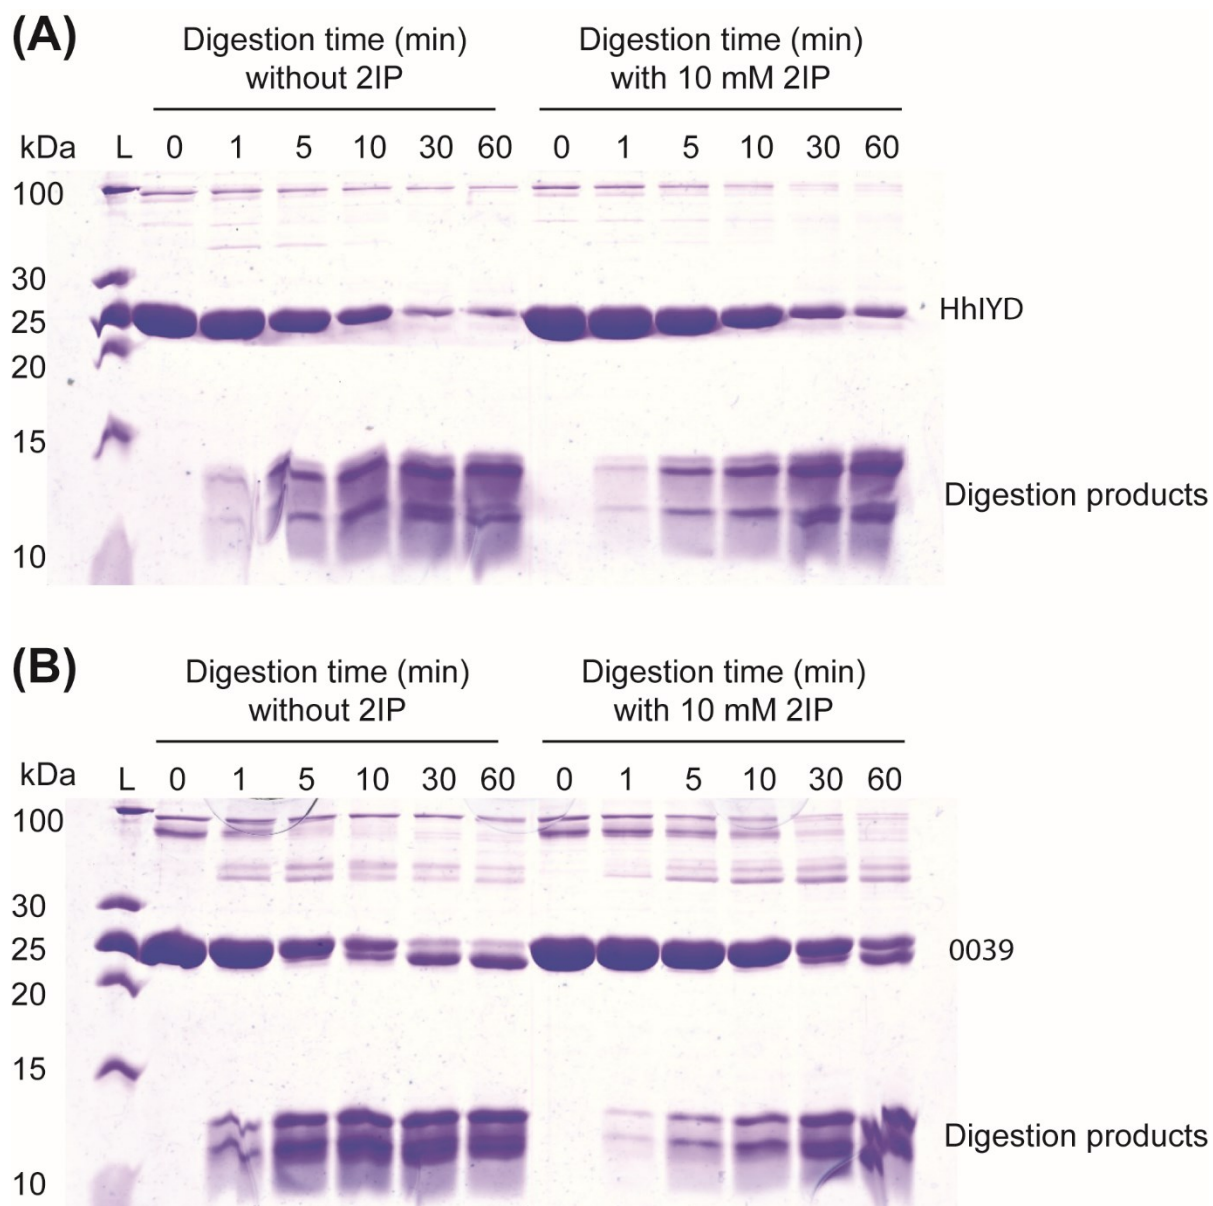 (A)
Digestion time (min)
without 2IP
Digestion time (min)
with 10 mM 2IP
kDa L 0 1 5 10 30 60 0 1 5 10 30 60
100
30
25
20
15
10
HhIYD
Digestion products
(B)
Digestion time (min)
without 2IP
Digestion time (min)
with 10 mM 2IP
kDa L 0 1 5 10 30 60 0 1 5 10 30 60
100
30
25
20
15
10
0039
Digestion products